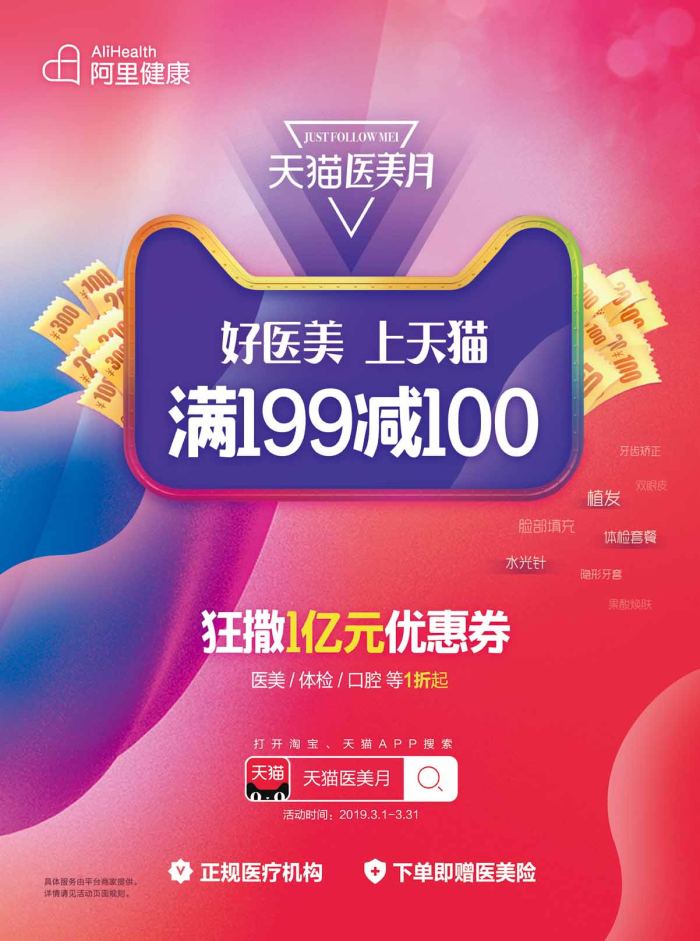 AliHealth
阿里健康
JUST FOLLOW MEI
天猫医美月
好医美 上天猫
满199减100
$100
$300
牙齿矫正
双眼皮
植发
脸部填充
体检套餐
水光针
隐形牙套
果酸焕肤
狂撒1亿元优惠券
医美 / 体检 / 口腔 等1折起
打开淘宝、天猫APP搜索
天猫 天猫医美月
活动时间：2019.3.1-3.31
正规医疗机构 下单即赠医美险
具体服务由平台商家提供。
详情请见活动页面规则。